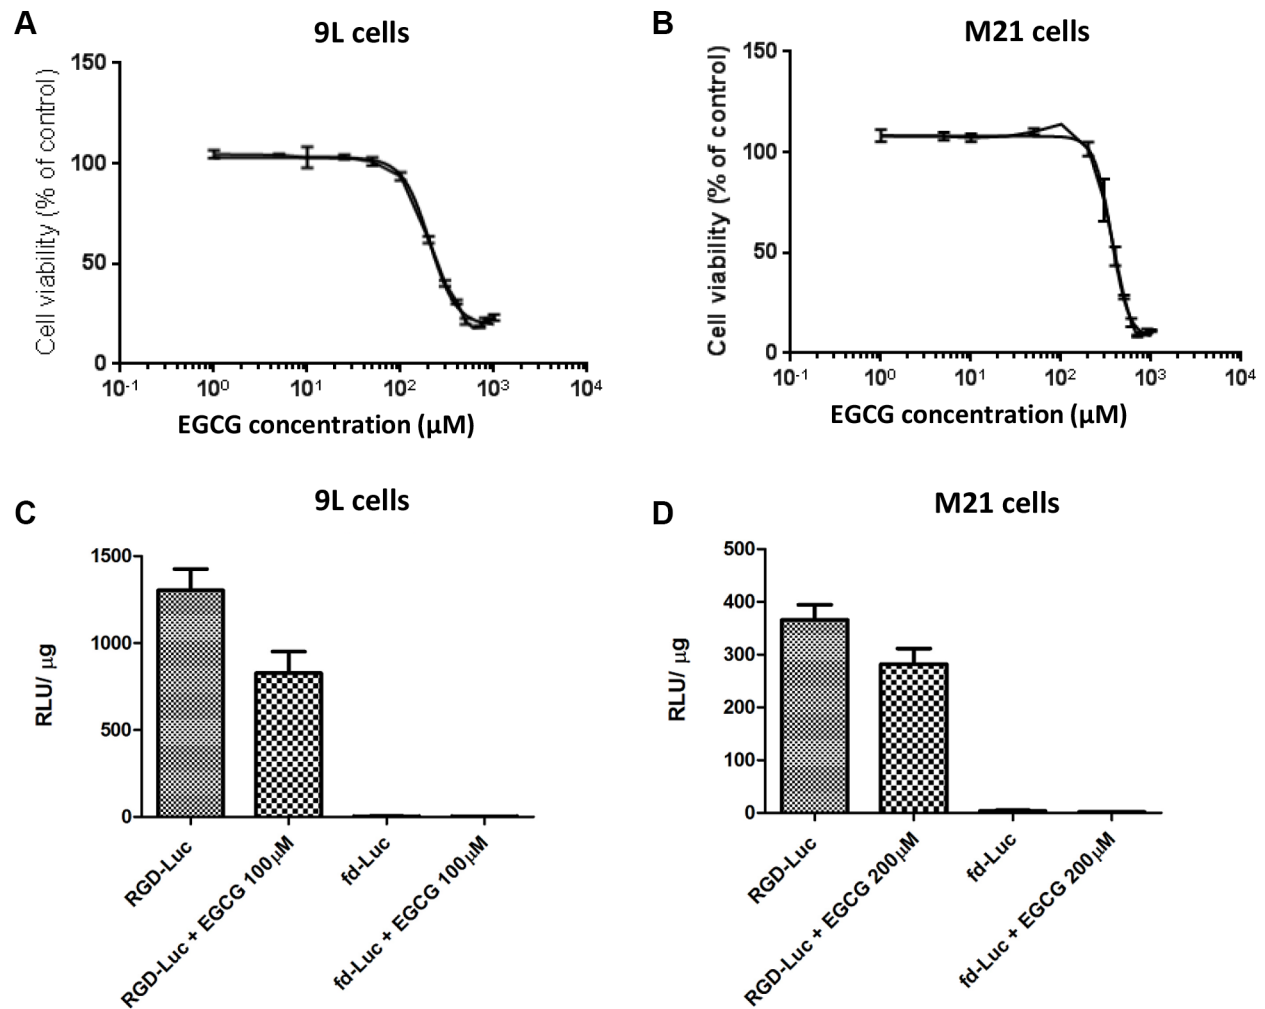 A
9L cells
Cell viability (% of control)
150
100
50
0
10-1
10⁰
10¹
10²
10³
10⁴
EGCG concentration (µM)
B
M21 cells
Cell viability (% of control)
150
100
50
0
10-1
10⁰
10¹
10²
10³
10⁴
EGCG concentration (µM)
C
9L cells
RLU/ µg
1500
1000
500
0
RGD-Luc
RGD-Luc + EGCG 100µM
fd-Luc
fd-Luc + EGCG 100µM
D
M21 cells
RLU/ µg
500
400
300
200
100
0
RGD-Luc
RGD-Luc + EGCG 200µM
fd-Luc
fd-Luc + EGCG 200µM